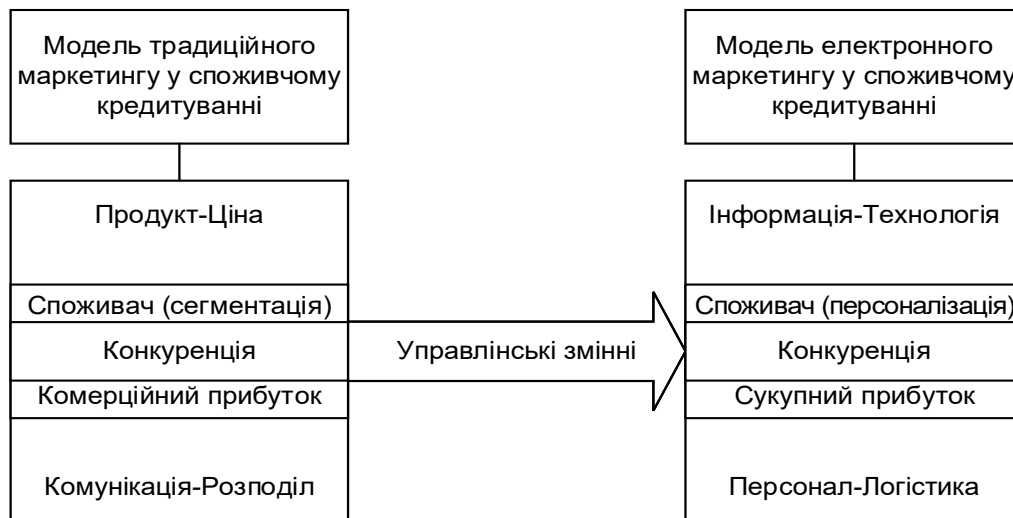 Модель традиційного
маркетингу у споживчому
кредитуванні
Продукт-Ціна
Споживач (сегментація)
Конкуренція
Комерційний прибуток
Комунікація-Розподіл
Управлінські змінні
Модель електронного
маркетингу у споживчому
кредитуванні
Інформація-Технологія
Споживач (персоналізація)
Конкуренція
Сукупний прибуток
Персонал-Логістика